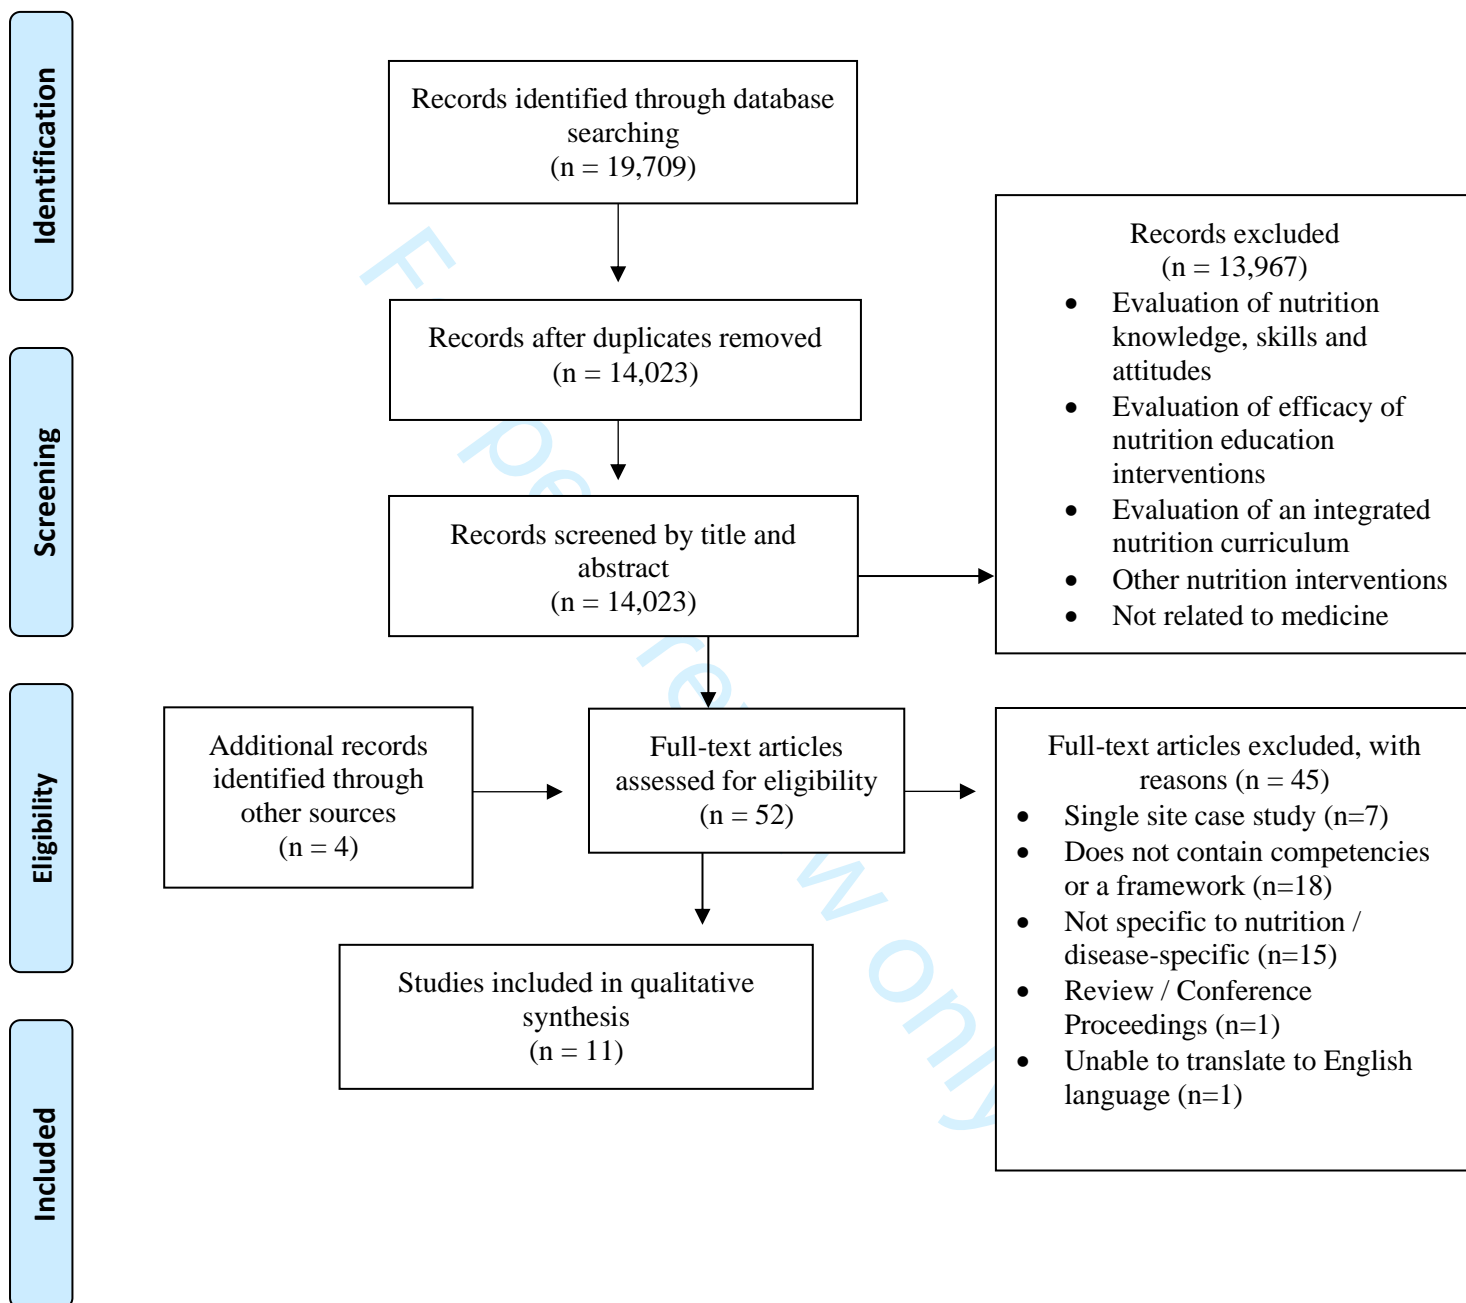 Identification
Records identified through database
searching
(n = 19,709)
Records after duplicates removed
(n = 14,023)
Records excluded
(n = 13,967)
• Evaluation of nutrition
knowledge, skills and
attitudes
• Evaluation of efficacy of
nutrition education
interventions
• Evaluation of an integrated
nutrition curriculum
• Other nutrition interventions
• Not related to medicine
Screening
Records screened by title and
abstract
(n = 14,023)
Eligibility
Additional records
identified through
other sources
(n = 4)
Full-text articles
assessed for eligibility
(n = 52)
Full-text articles excluded, with
reasons (n = 45)
• Single site case study (n=7)
• Does not contain competencies
or a framework (n=18)
• Not specific to nutrition /
disease-specific (n=15)
• Review / Conference
Proceedings (n=1)
• Unable to translate to English
language (n=1)
Studies included in qualitative
synthesis
(n = 11)
Included